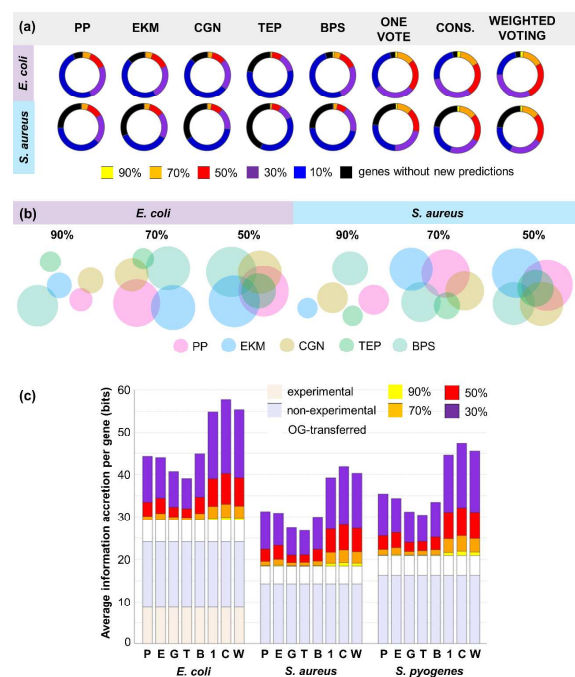 (a) PP EKM CGN TEP BPS ONE VOTE CONS. WEIGHTED VOTING
E. coli
S. aureus
90% 70% 50% 30% 10% genes without new predictions
(b) E. coli S. aureus
90% 70% 50% 90% 70% 50%
PP EKM CGN TEP BPS
(c)
Average information accretion per gene (bits)
60
50
40
30
20
10
0
experimental 90% 50%
non-experimental 70% 30%
OG-transferred
P E G T B 1 C W P E G T B 1 C W P E G T B 1 C W
E. coli S. aureus S. pyogenes